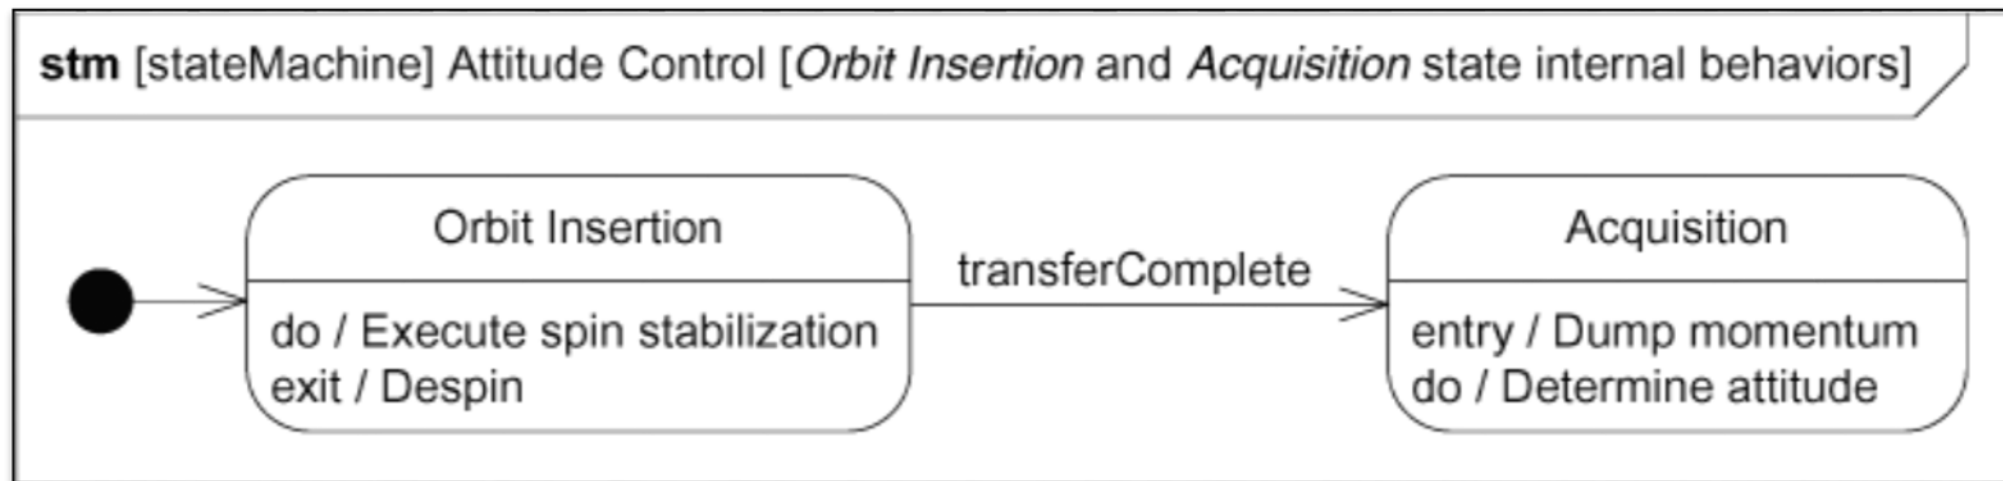 stm [stateMachine] Attitude Control [Orbit Insertion and Acquisition state internal behaviors]
Orbit Insertion
do / Execute spin stabilization
exit / Despin
transferComplete
Acquisition
entry / Dump momentum
do / Determine attitude